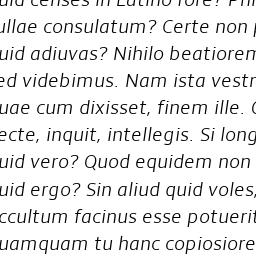 uid censes in Latino fore? Phi
ullae consulatum? Certe non p
uid adiuvas? Nihilo beatiorem
ed videbimus. Nam ista vestr
uae cum dixisset, finem ille. Q
ecte, inquit, intellegis. Si long
uid vero? Quod equidem non
uid ergo? Sin aliud quid voles,
ccultum facinus esse potuerit
uamquam tu hanc copiosiore